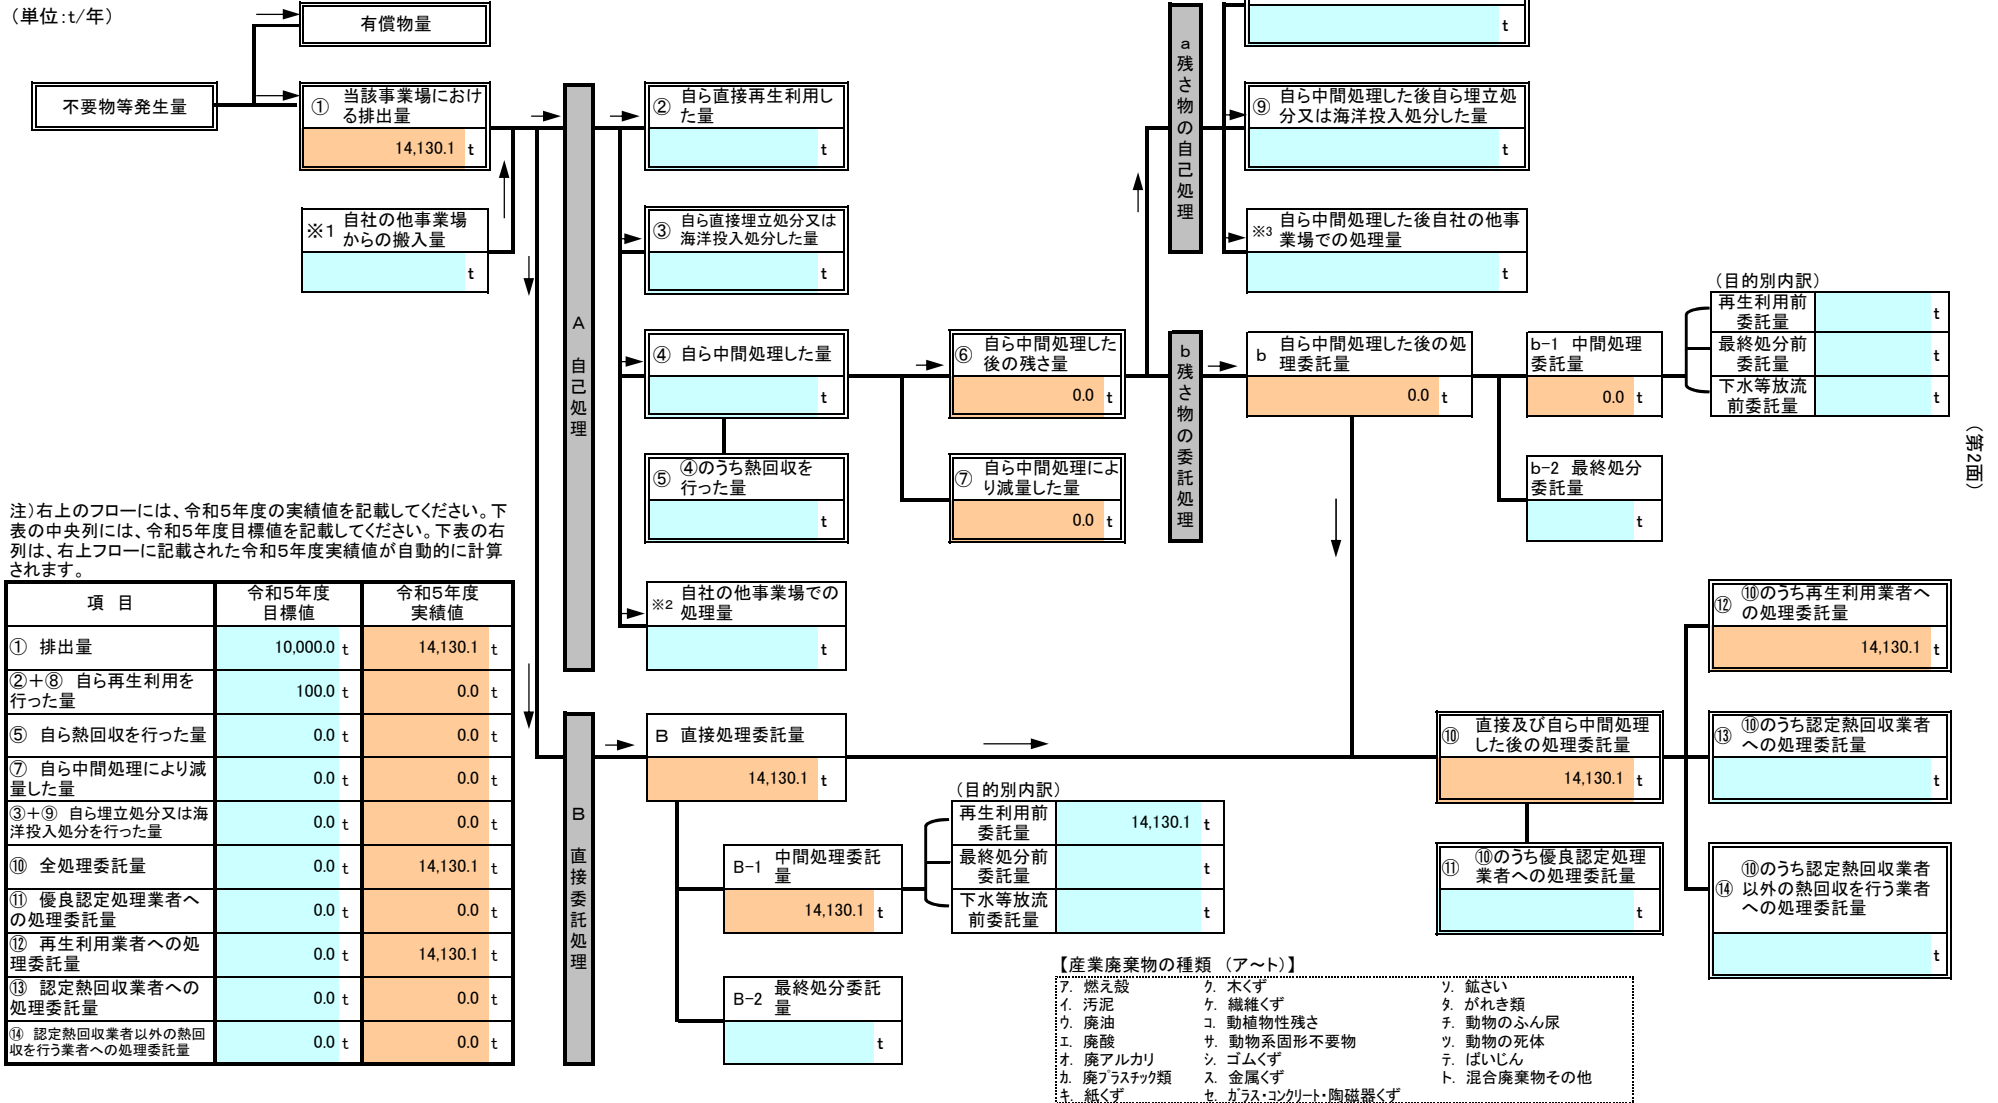 （単位：t/年）
有償物量
不要物等発生量
① 当該事業場におけ
る排出量
14,130.1 t
※1 自社の他事業場
からの搬入量
t
A 自己処理
② 自ら直接再生利用し
た量
t
③ 自ら直接埋立処分又は
海洋投入処分した量
t
④ 自ら中間処理した量
t
⑤ ④のうち熱回収を
行った量
t
※2 自社の他事業場での
処理量
t
⑥ 自ら中間処理した
後の残さ量
0.0 t
⑦ 自ら中間処理によ
り減量した量
0.0 t
a残さ物の自己処理
t
⑨ 自ら中間処理した後自ら埋立処
分又は海洋投入処分した量
t
※3 自ら中間処理した後自社の他事
業場での処理量
t
b残さ物の委託処理
b 自ら中間処理した後の処
理委託量
0.0 t
b-1 中間処理
委託量
0.0 t
b-2 最終処分
委託量
t
（目的別内訳）
再生利用前
委託量 t
最終処分前
委託量 t
下水等放流
前委託量 t
（第2面）
注）右上のフローには、令和5年度の実績値を記載してください。下
表の中央列には、令和5年度目標値を記載してください。下表の右
列は、右上フローに記載された令和5年度実績値が自動的に計算
されます。
項 目 令和5年度
目標値 令和5年度
実績値
① 排出量 10,000.0 t 14,130.1 t
②＋⑧ 自ら再生利用を
行った量 100.0 t 0.0 t
⑤ 自ら熱回収を行った量 0.0 t 0.0 t
⑦ 自ら中間処理により減
量した量 0.0 t 0.0 t
③＋⑨ 自ら埋立処分又は海
洋投入処分を行った量 0.0 t 0.0 t
⑩ 全処理委託量 0.0 t 14,130.1 t
⑪ 優良認定処理業者へ
の処理委託量 0.0 t 0.0 t
⑫ 再生利用業者への処
理委託量 0.0 t 14,130.1 t
⑬ 認定熱回収業者への
処理委託量 0.0 t 0.0 t
⑭ 認定熱回収業者以外の熱回
収を行う業者への処理委託量 0.0 t 0.0 t
B 直接委託処理
B 直接処理委託量
14,130.1 t
B-1 中間処理委託
量
14,130.1 t
B-2 最終処分委託
量
t
（目的別内訳）
再生利用前
委託量 14,130.1 t
最終処分前
委託量 t
下水等放流
前委託量 t
⑩ 直接及び自ら中間処理
した後の処理委託量
14,130.1 t
⑪ ⑩のうち優良認定処理
業者への処理委託量
t
⑫ ⑩のうち再生利用業者へ
の処理委託量
14,130.1 t
⑬ ⑩のうち認定熱回収業者
への処理委託量
t
⑭ ⑩のうち認定熱回収業者
以外の熱回収を行う業者
への処理委託量
t
【産業廃棄物の種類 （ア～ト）】
ア. 燃え殻 ク. 木くず ソ. 鉱さい
イ. 汚泥 ケ. 繊維くず タ. がれき類
ウ. 廃油 コ. 動植物性残さ チ. 動物のふん尿
エ. 廃酸 サ. 動物系固形不要物 ツ. 動物の死体
オ. 廃アルカリ シ. ゴムくず テ. ばいじん
カ. 廃プラスチック類 ス. 金属くず ト. 混合廃棄物その他
キ. 紙くず セ. ガラス・コンクリート・陶磁器くず